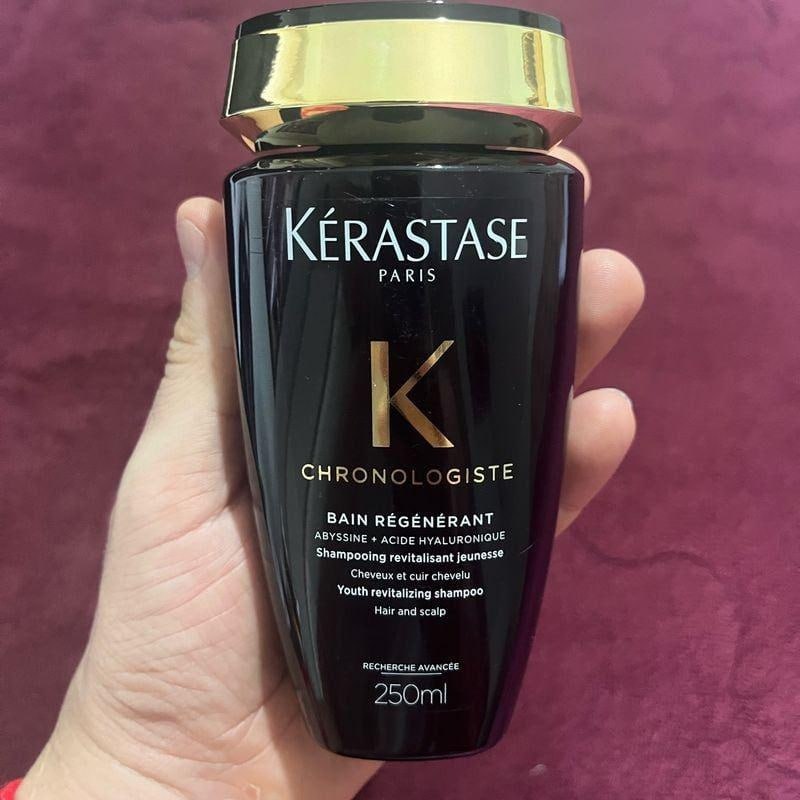 KÉRASTASE
PARIS
K
CHRONOLOGISTE
BAIN RÉGÉNÉRANT
ABYSSINE + ACIDE HYALURONIQUE
Shampooing revitalisant jeunesse
Cheveux et cuir chevelu
Youth revitalizing shampoo
Hair and scalp
RECHERCHE AVANCÉE
250ml